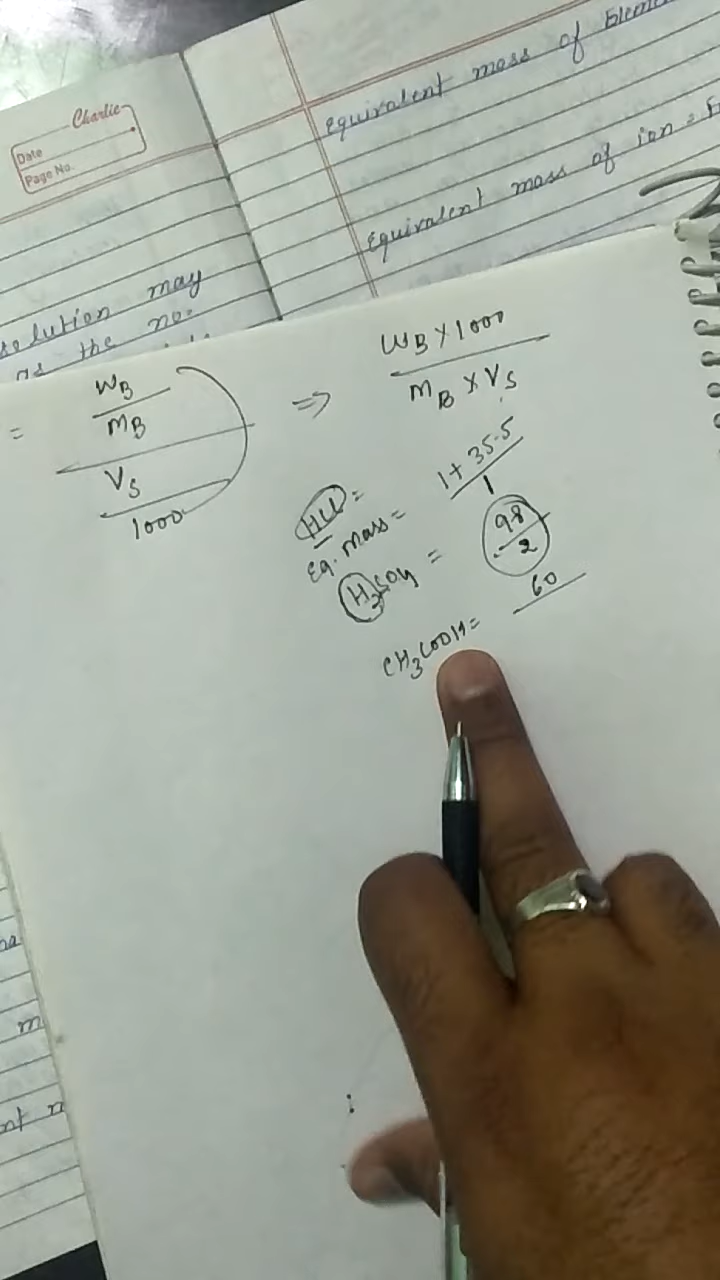 Charlie
Date
Page No.
equivalent mass of
equivalent mass of ion =
solution may
as the no.
= WB / MB
VS / 1000
=> WB X 1000 / MB X VS
HCl =
Eq. mass = 1 + 35.5 / 1
H2SO4 = 98 / 2
CH3COOH = 60
m